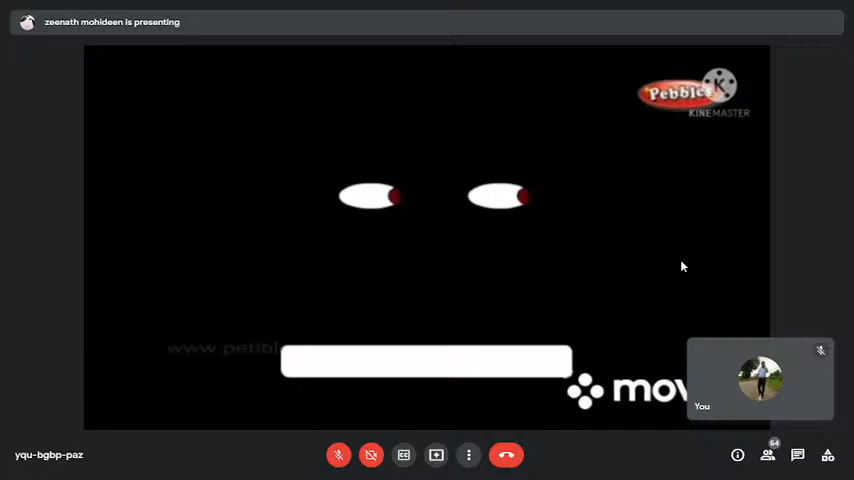 zeenath mohideen is presenting
Pebbles
K
KINEMASTER
You
yqu-bgbp-paz
64